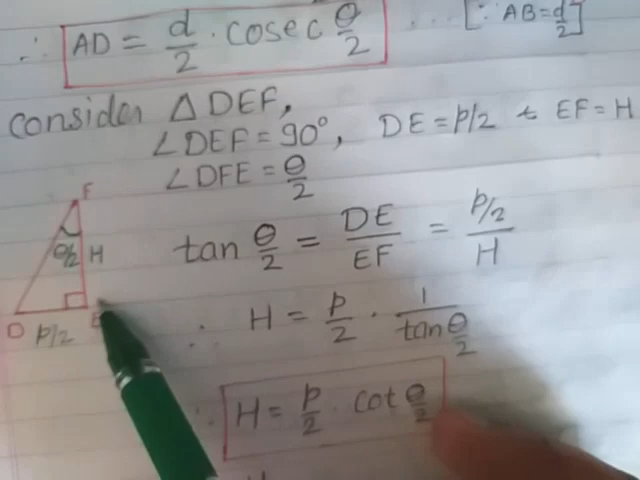 ∴ AD = d/2 · cosec θ/2 ... [∵ AB = d/2]
Consider △ DEF,
∠DEF = 90°, DE = p/2 & EF = H
∠DFE = θ/2
F
θ/2 H
D p/2
tan θ/2 = DE/EF = p/2/H
∴ H = p/2 · 1/tan θ/2
∴ H = p/2 · cot θ/2